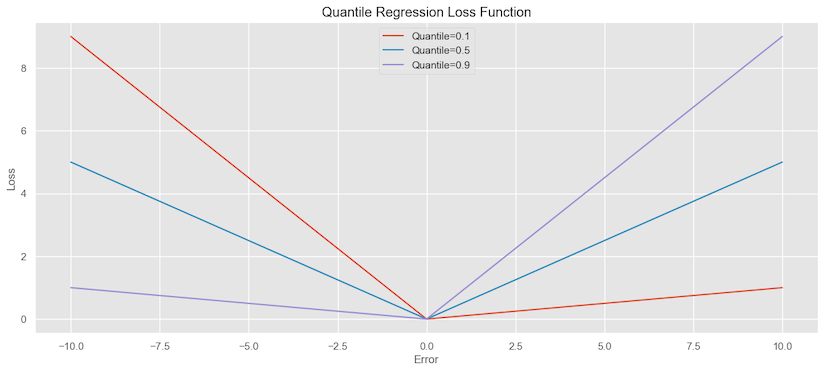 Quantile Regression Loss Function
Quantile=0.1
Quantile=0.5
Quantile=0.9
8
6
4
2
0
Loss
−10.0 −7.5 −5.0 −2.5 0.0 2.5 5.0 7.5 10.0
Error